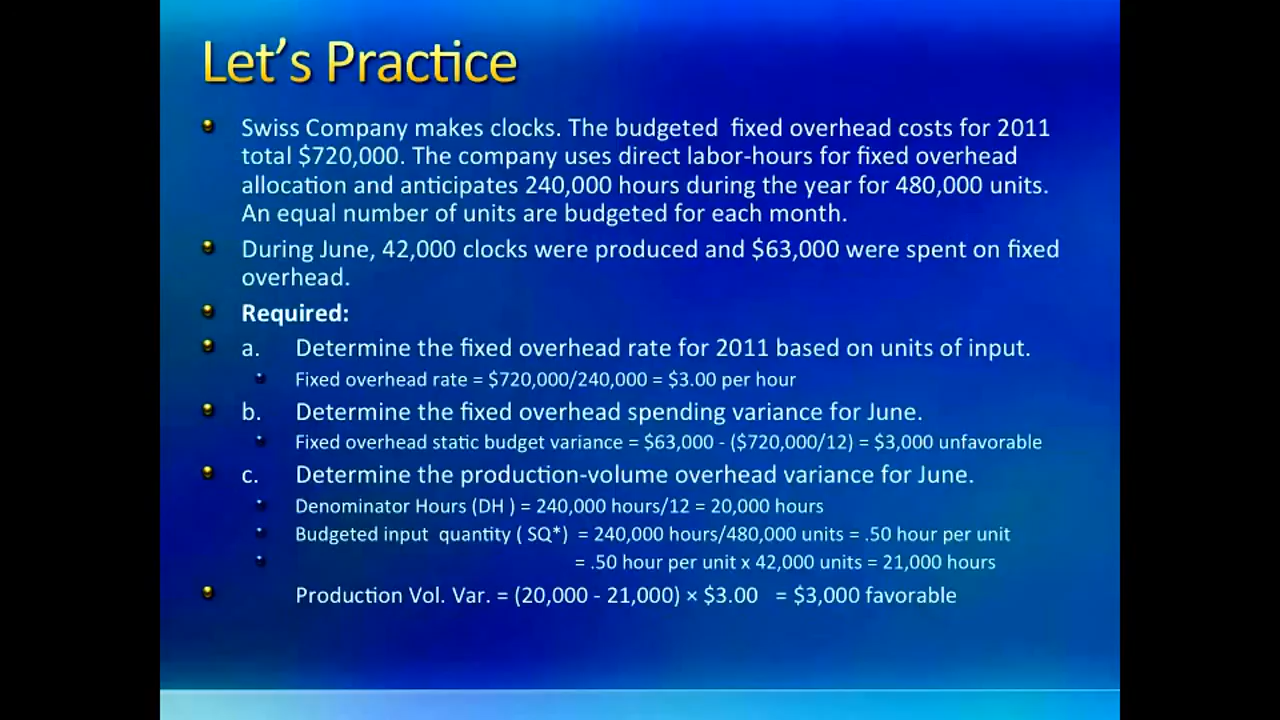 Let's Practice
Swiss Company makes clocks. The budgeted fixed overhead costs for 2011
total $720,000. The company uses direct labor-hours for fixed overhead
allocation and anticipates 240,000 hours during the year for 480,000 units.
An equal number of units are budgeted for each month.
During June, 42,000 clocks were produced and $63,000 were spent on fixed
overhead.
Required:
a. Determine the fixed overhead rate for 2011 based on units of input.
Fixed overhead rate = $720,000/240,000 = $3.00 per hour
b. Determine the fixed overhead spending variance for June.
Fixed overhead static budget variance = $63,000 - ($720,000/12) = $3,000 unfavorable
c. Determine the production-volume overhead variance for June.
Denominator Hours (DH ) = 240,000 hours/12 = 20,000 hours
Budgeted input quantity ( SQ*) = 240,000 hours/480,000 units = .50 hour per unit
= .50 hour per unit x 42,000 units = 21,000 hours
Production Vol. Var. = (20,000 - 21,000) × $3.00 = $3,000 favorable